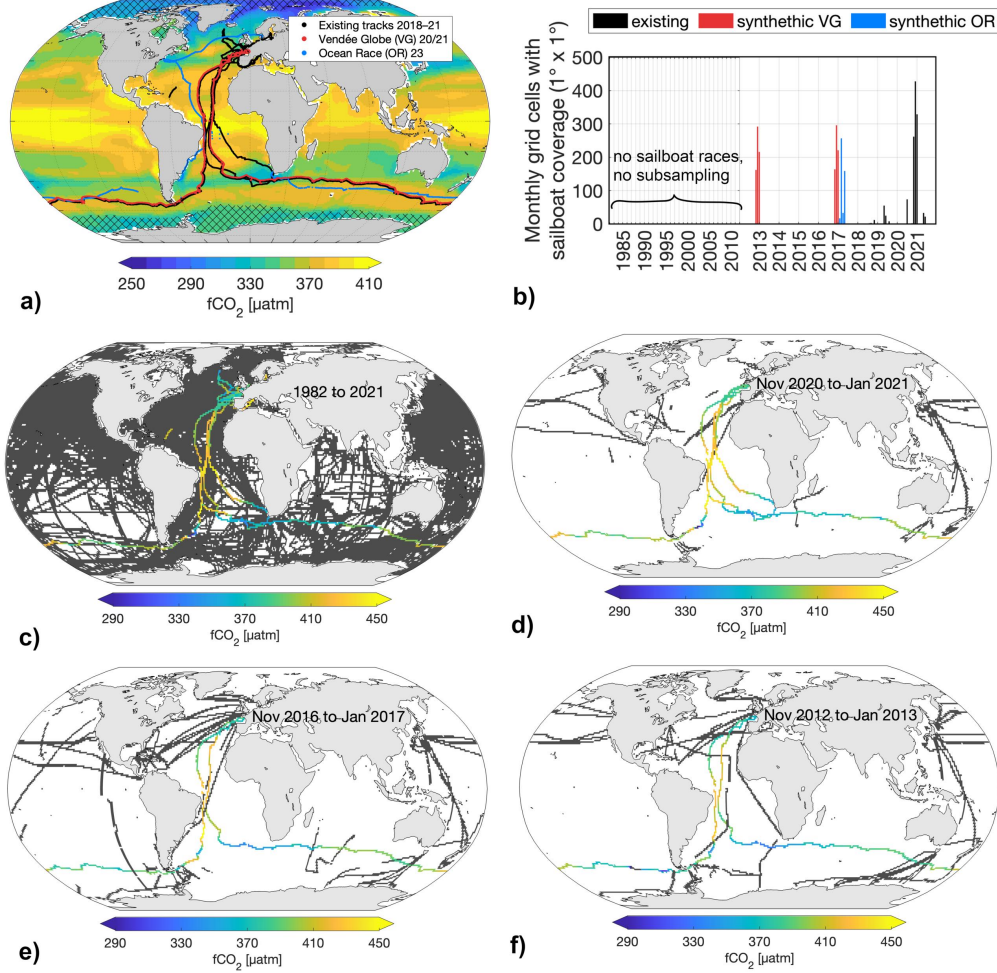 Existing tracks 2018–21
Vendée Globe (VG) 20/21
Ocean Race (OR) 23
250 290 330 370 410
fCO2 [µatm]
a)
existing synthethic VG synthethic OR
Monthly grid cells with
sailboat coverage (1° x 1°)
500
400
300
200
100
0
no sailboat races,
no subsampling
1985 1990 1995 2000 2005 2010 2013 2014 2015 2016 2017 2018 2019 2020 2021
b)
1982 to 2021
290 330 370 410 450
fCO2 [µatm]
c)
Nov 2020 to Jan 2021
290 330 370 410 450
fCO2 [µatm]
d)
Nov 2016 to Jan 2017
290 330 370 410 450
fCO2 [µatm]
e)
Nov 2012 to Jan 2013
290 330 370 410 450
fCO2 [µatm]
f)